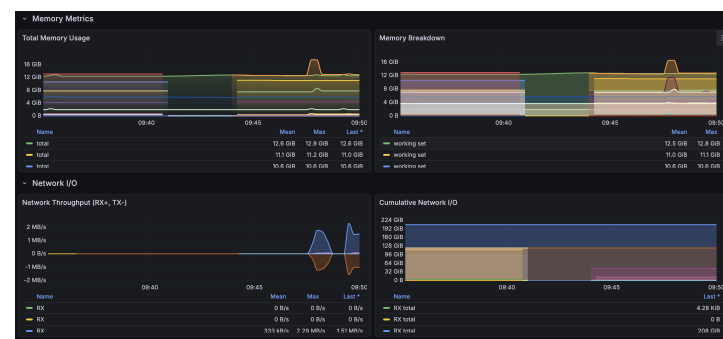 Memory Metrics
Total Memory Usage
16 GiB
12 GiB
8 GiB
4 GiB
0 B
09:40 09:45 09:50
Name Mean Max Last *
total 12.6 GiB 12.9 GiB 12.6 GiB
total 11.1 GiB 11.2 GiB 11.0 GiB
total 10.6 GiB 10.6 GiB 10.6 GiB
Memory Breakdown
16 GiB
12 GiB
8 GiB
4 GiB
0 B
09:40 09:45 09:50
Name Mean Max
working set 12.5 GiB 12.8 GiB
working set 11.0 GiB 11.1 GiB
working set 10.6 GiB 10.6 GiB
Network I/O
Network Throughput (RX+, TX-)
2 MB/s
1 MB/s
0 B/s
-1 MB/s
-2 MB/s
09:40 09:45 09:50
Name Mean Max Last *
RX 0 B/s 0 B/s 0 B/s
RX 0 B/s 0 B/s 0 B/s
RX 333 kB/s 2.29 MB/s 1.51 MB/s
Cumulative Network I/O
224 GiB
192 GiB
160 GiB
128 GiB
96 GiB
64 GiB
32 GiB
0 B
09:40 09:45 09:50
Name Last *
RX total 4.28 KiB
RX total 0 B
RX total 208 GiB